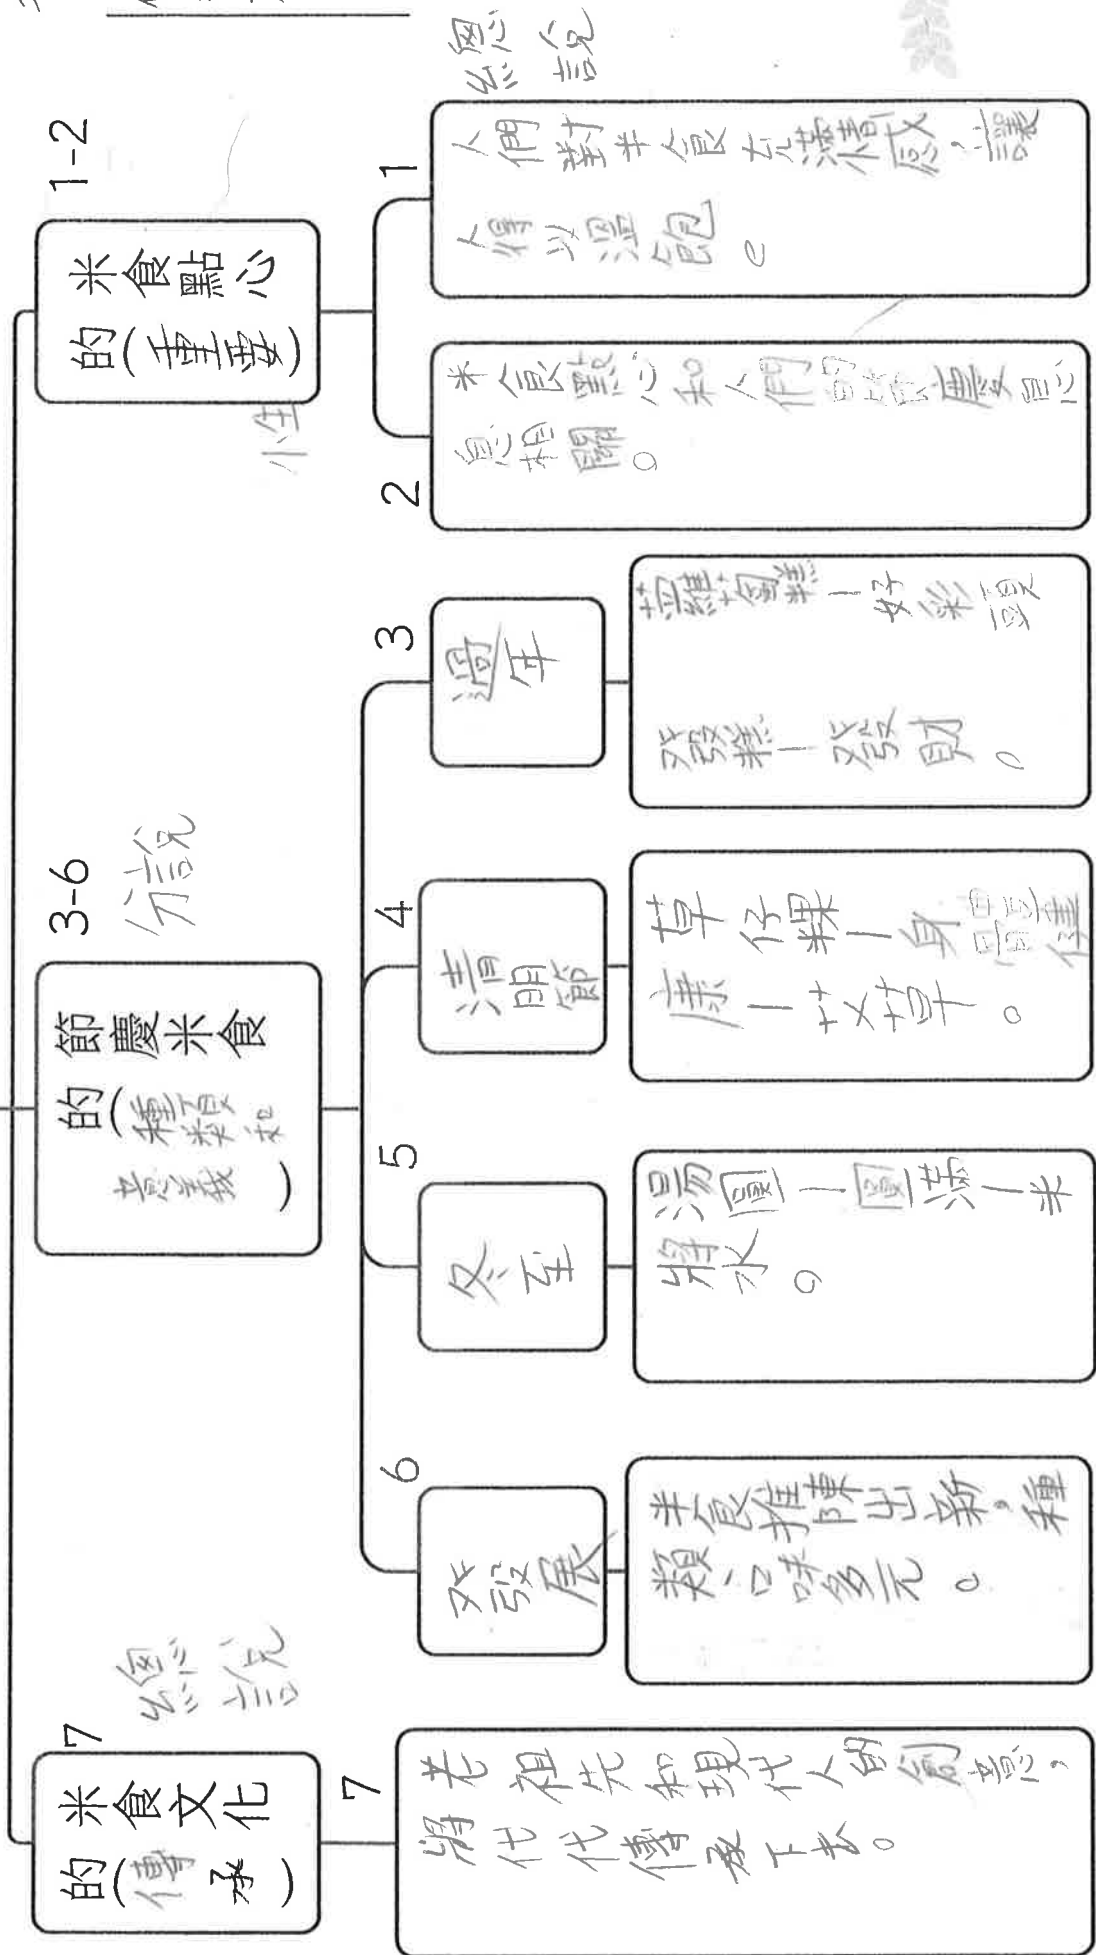 1-2
米食點心
的(重要)
性
總說
1
人們對米食充滿情感，讓
人得以溫飽。
2
米食點心和人們的節慶息
息相關。
3-6
分說
節慶米食
的(種類和
意義)
3
過年
蘿蔔糕－好彩頭
發糕－發財。
4
清明節
草仔粿－身體健
康－艾草。
5
冬至
湯圓－圓滿－米
漿水。
6
發展
米食推陳出新，種
類口味多元。
7
總說
米食文化
的(傳承)
7
老祖先和現代人的創意，
將代代傳承下去。